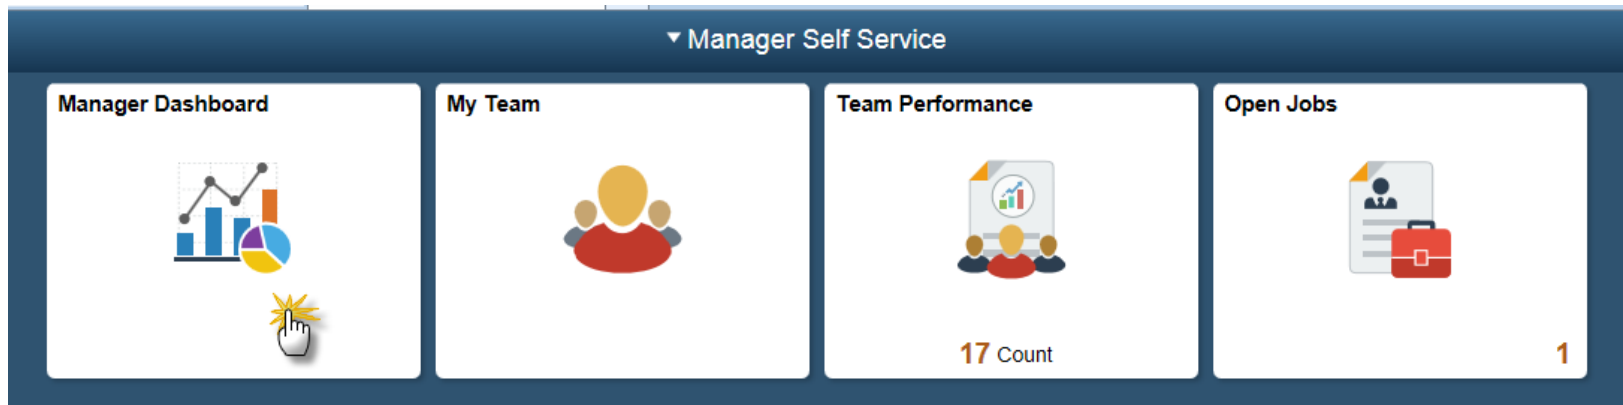 Manager Self Service
Manager Dashboard
My Team
Team Performance
Open Jobs
17 Count
1